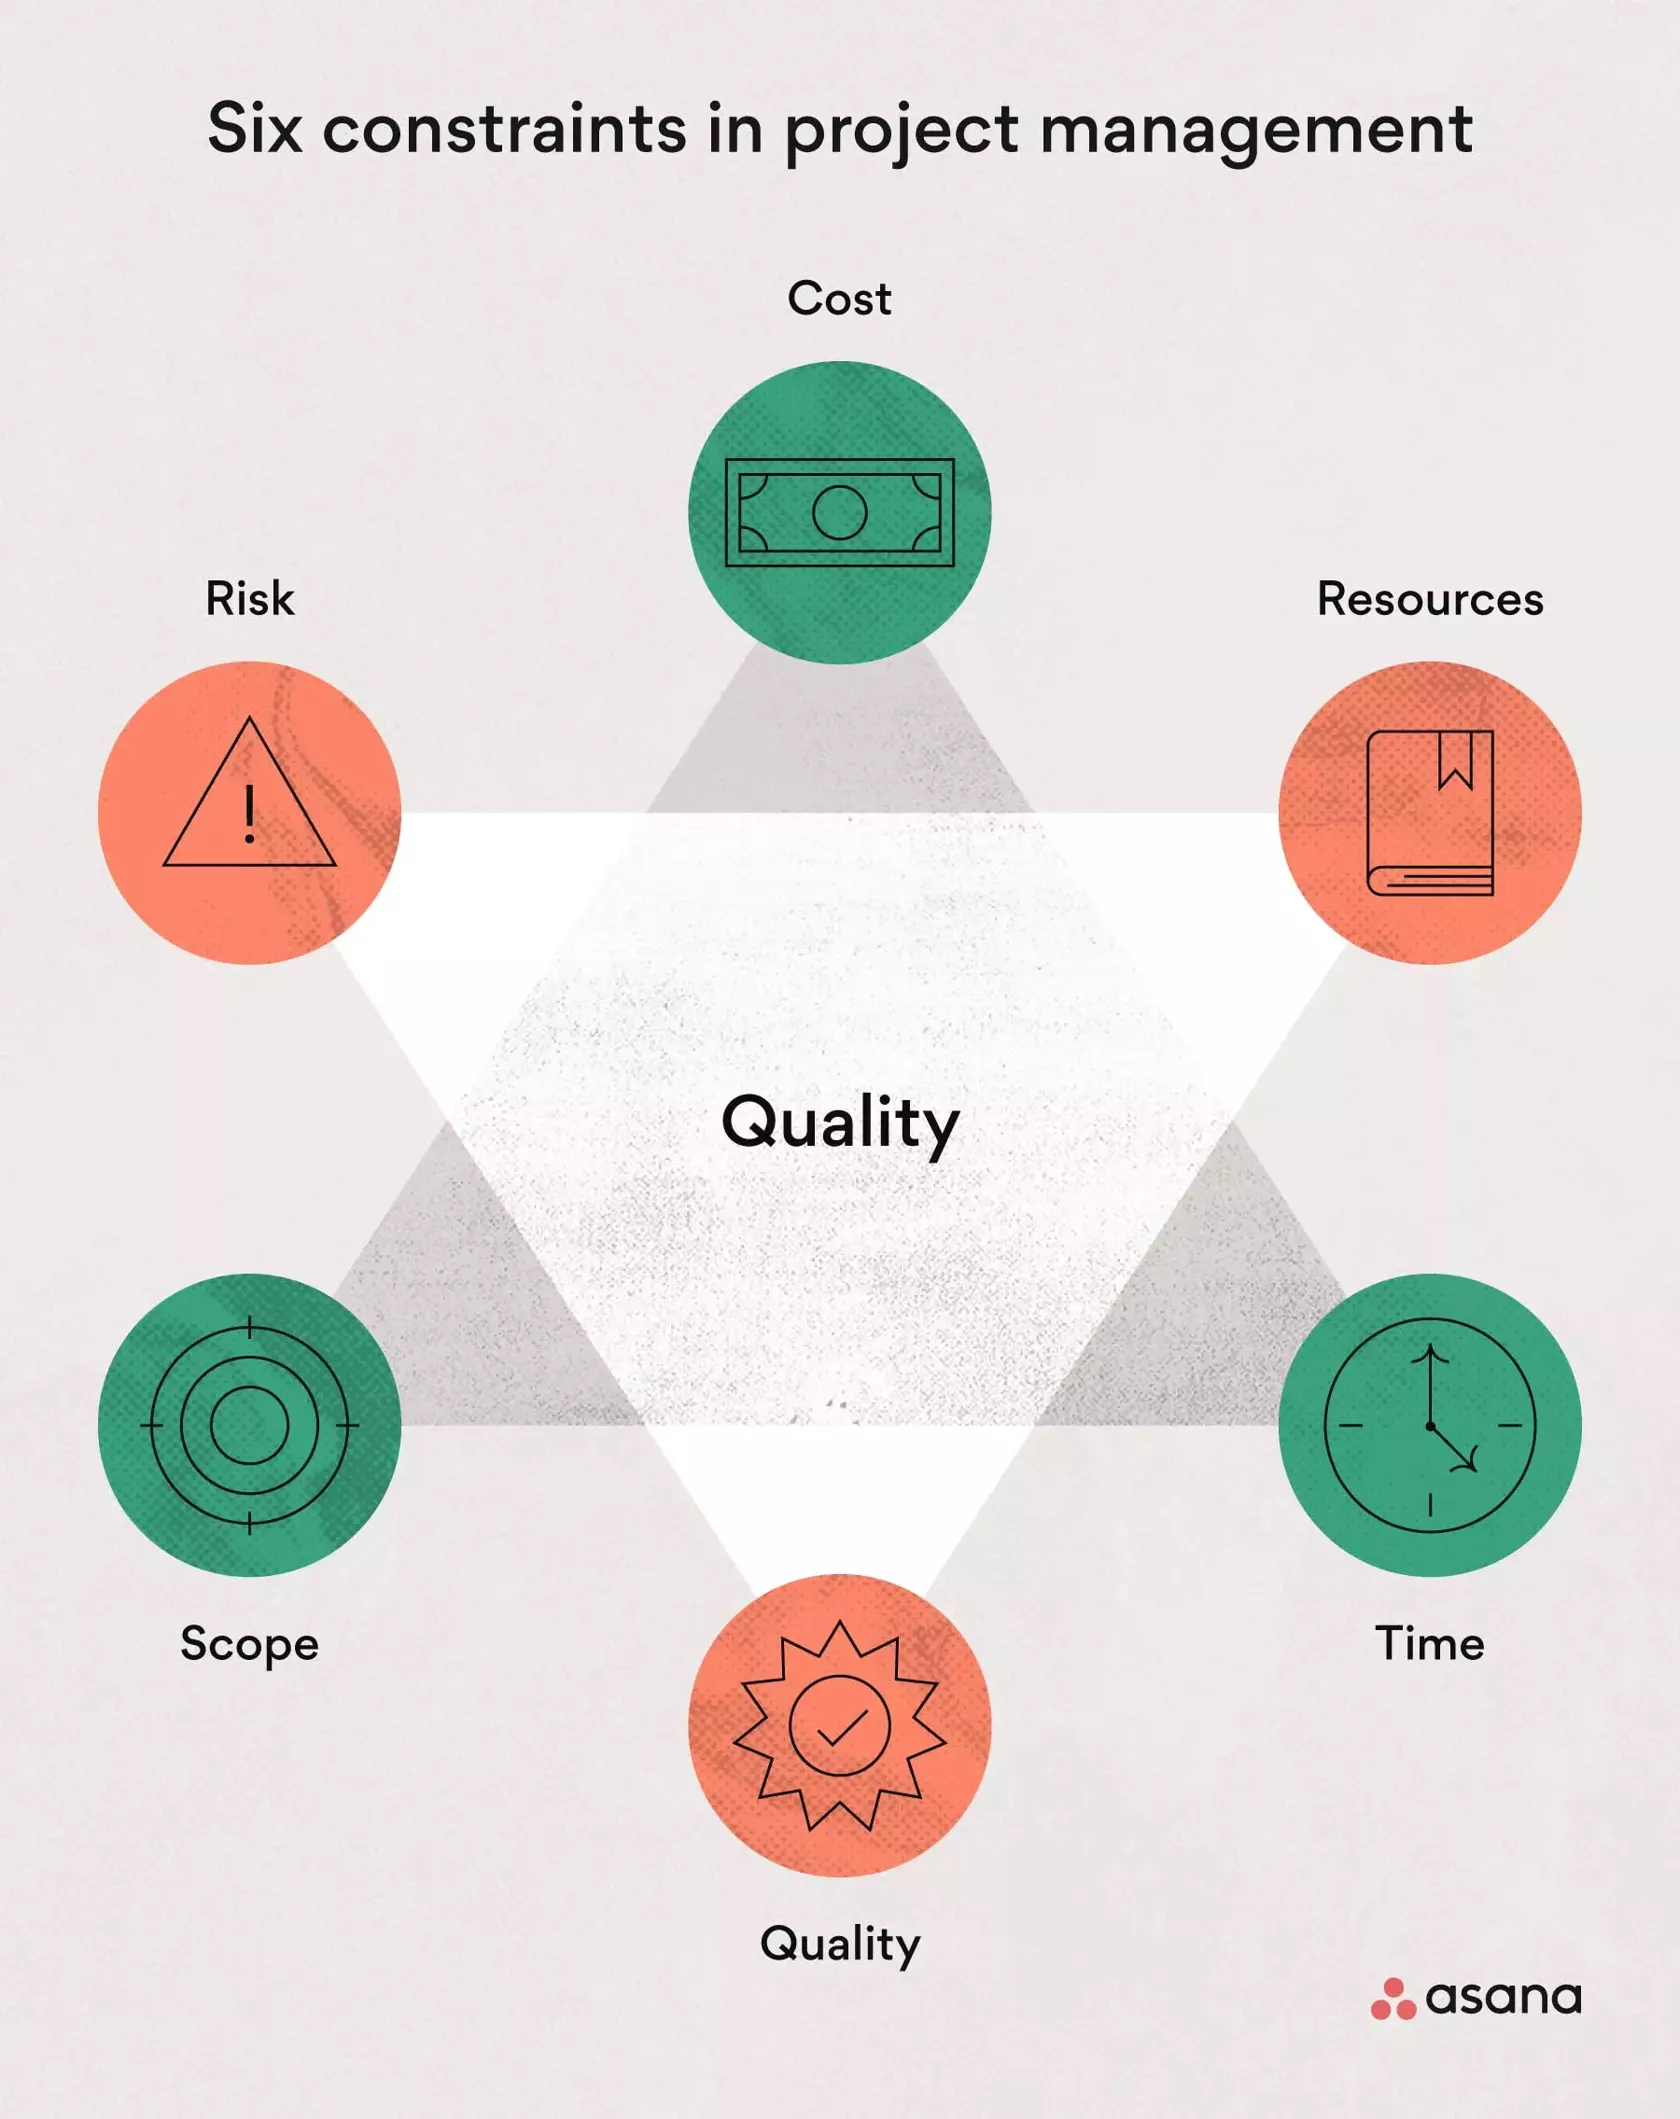 Six constraints in project management
Cost
Risk
Resources
!
Quality
Scope
Time
Quality
asana